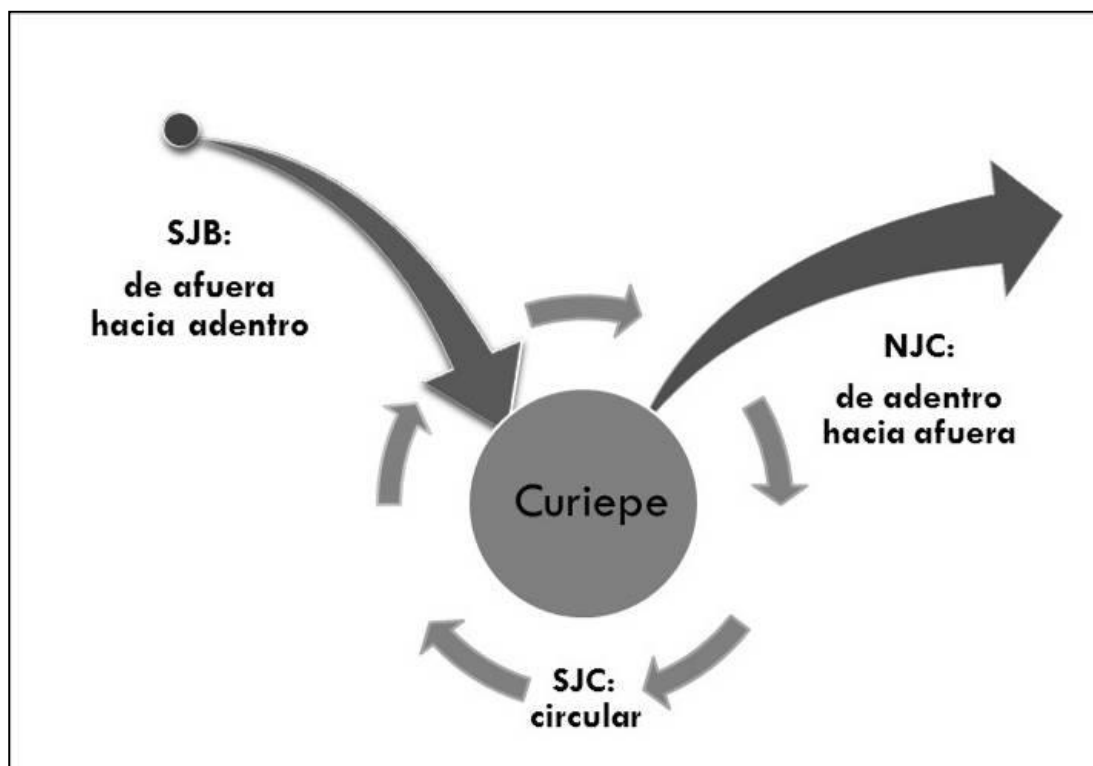 SJB:
de afuera
hacia adentro
NJC:
de adentro
hacia afuera
Curiepe
SJC:
circular